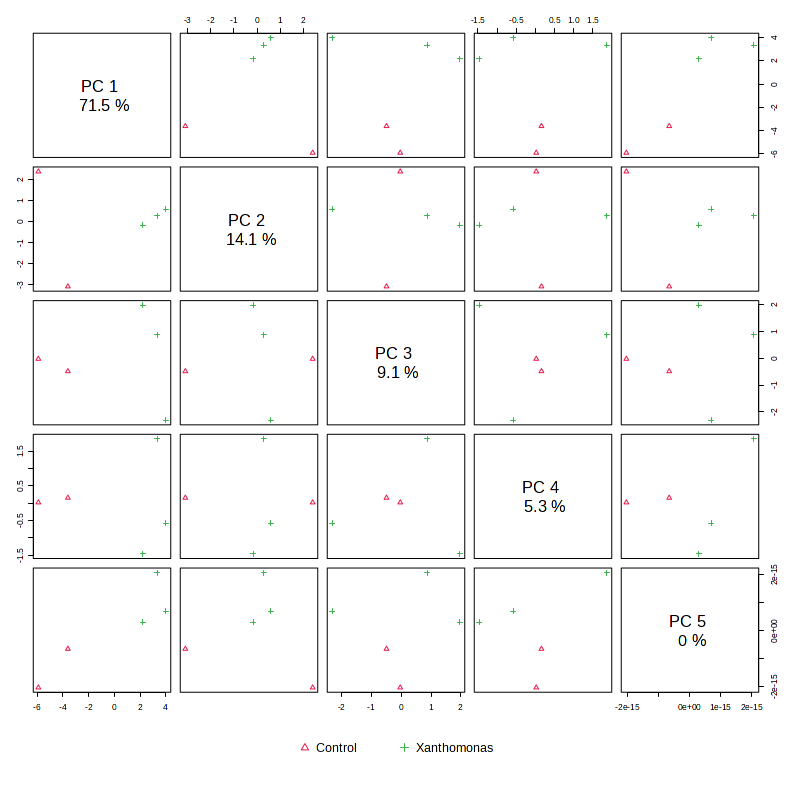 -3 -2 -1 0 1 2
-1.5 -0.5 0.5 1.0 1.5
PC 1
71.5 %
-6 -4 -2 0 2 4
PC 2
14.1 %
-3 -2 -1 0 1 2
PC 3
9.1 %
-2 -1 0 1 2
PC 4
5.3 %
-1.5 -0.5 0.5 1.5
PC 5
0 %
-2e-15 0e+00 2e-15
-6 -4 -2 0 2 4
-2 -1 0 1 2
-2e-15 0e+00 1e-15 2e-15
Control Xanthomonas